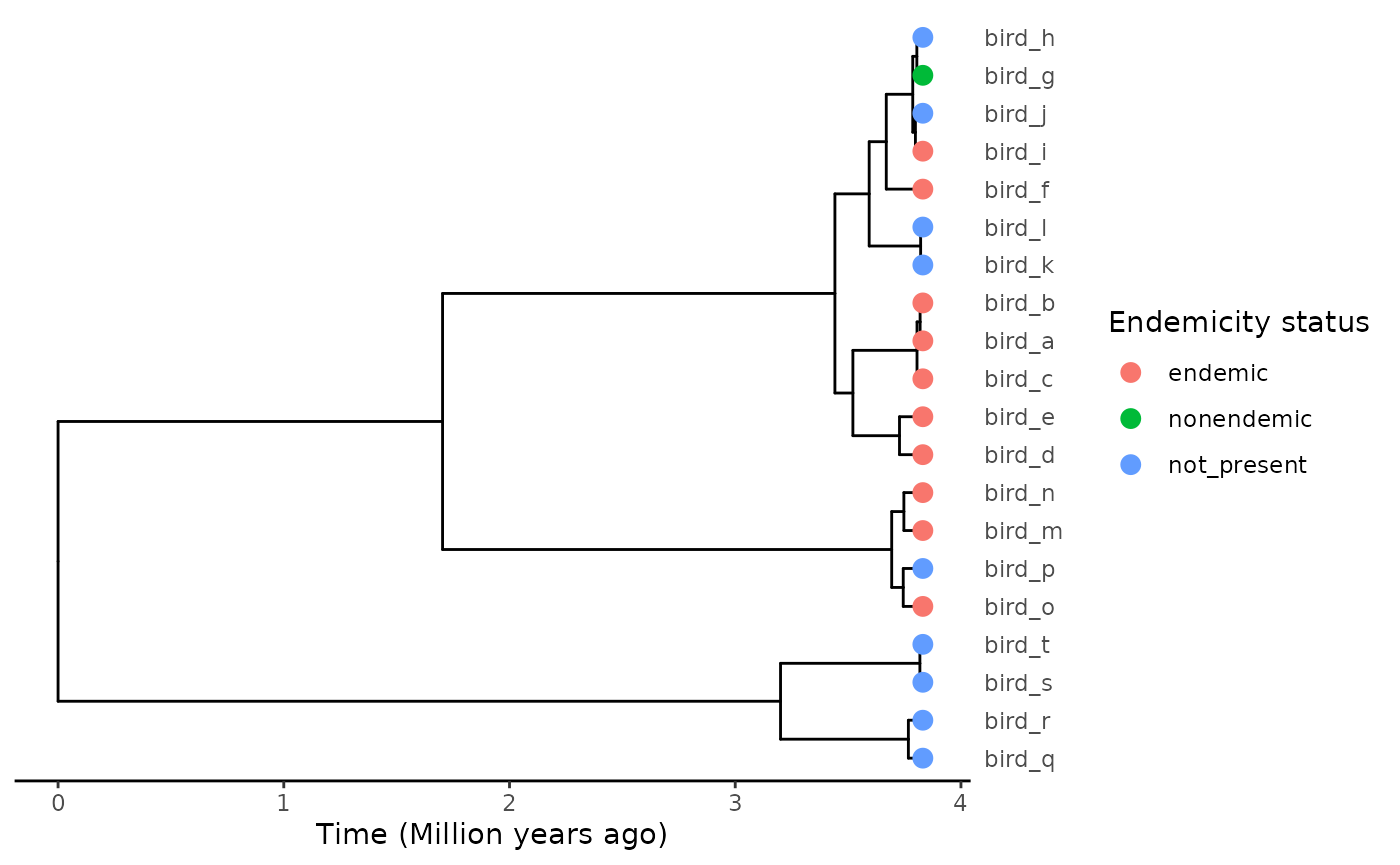 bird_h
bird_g
bird_j
bird_i
bird_f
bird_l
bird_k
bird_b
bird_a
bird_c
bird_e
bird_d
bird_n
bird_m
bird_p
bird_o
bird_t
bird_s
bird_r
bird_q
Endemicity status
endemic
nonendemic
not_present
0 1 2 3 4
Time (Million years ago)